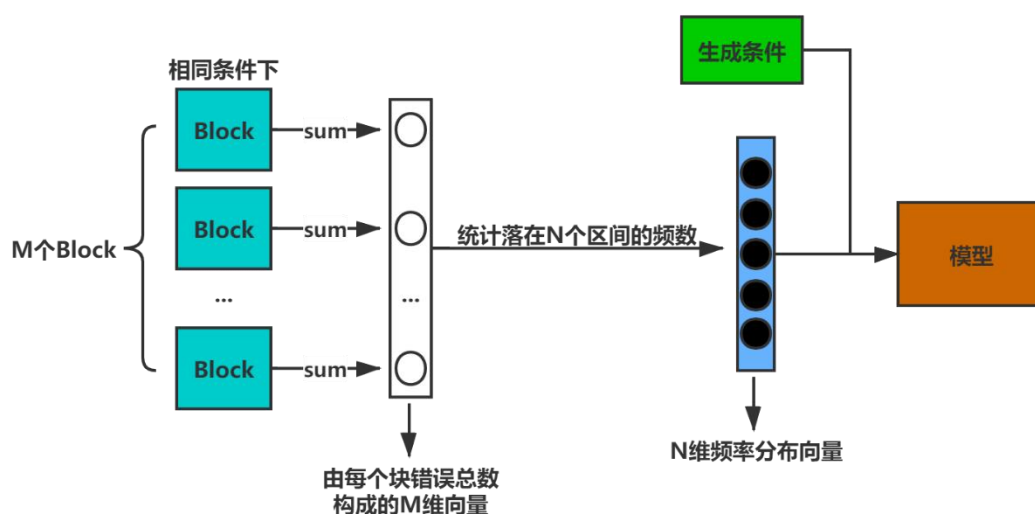 生成条件
相同条件下
Block
sum
Block
sum
M个Block
统计落在N个区间的频数
模型
...
...
Block
sum
N维频率分布向量
由每个块错误总数
构成的M维向量